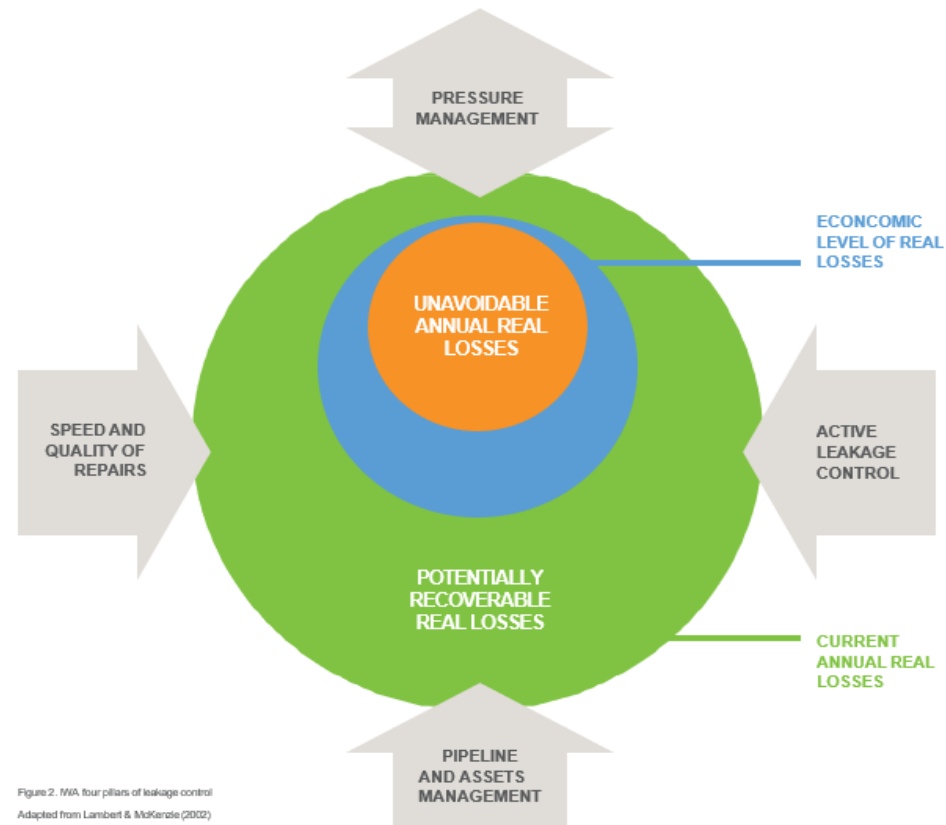 PRESSURE
MANAGEMENT
ECONCOMIC
LEVEL OF REAL
LOSSES
UNAVOIDABLE
ANNUAL REAL
LOSSES
SPEED AND
QUALITY OF
REPAIRS
ACTIVE
LEAKAGE
CONTROL
POTENTIALLY
RECOVERABLE
REAL LOSSES
CURRENT
ANNUAL REAL
LOSSES
PIPELINE
AND ASSETS
MANAGEMENT
Figure 2. IWA four pillars of leakage control
Adapted from Lambert & McKenzie (2002)